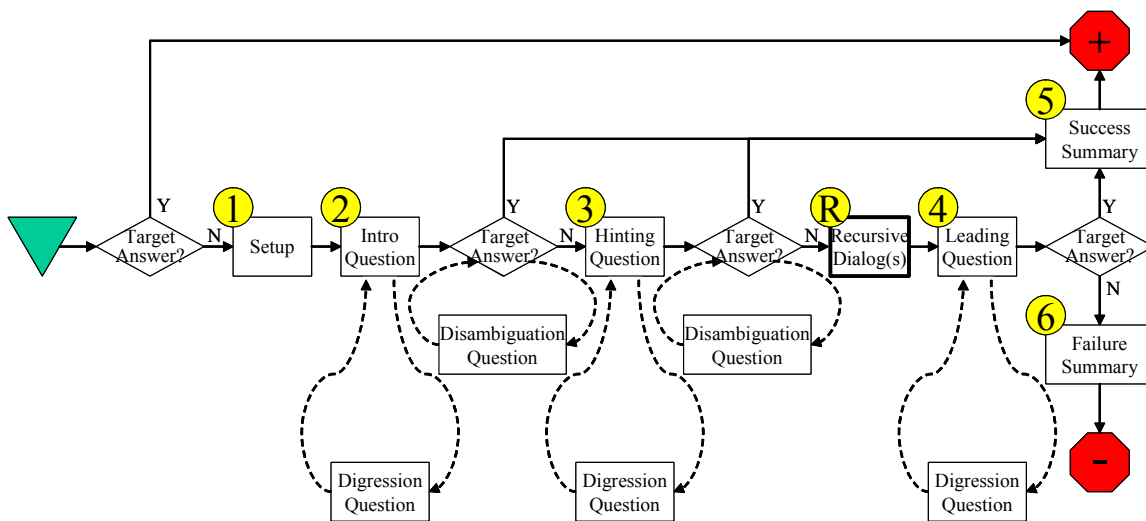 +
5
Success
Summary
Y
Y
Y
Y
1
2
3
R
4
Target
Answer?
N
Setup
Intro
Question
Target
Answer?
N
Hinting
Question
Target
Answer?
N
Recursive
Dialog(s)
Leading
Question
Target
Answer?
N
6
Disambiguation
Question
Disambiguation
Question
Failure
Summary
Digression
Question
Digression
Question
Digression
Question
-